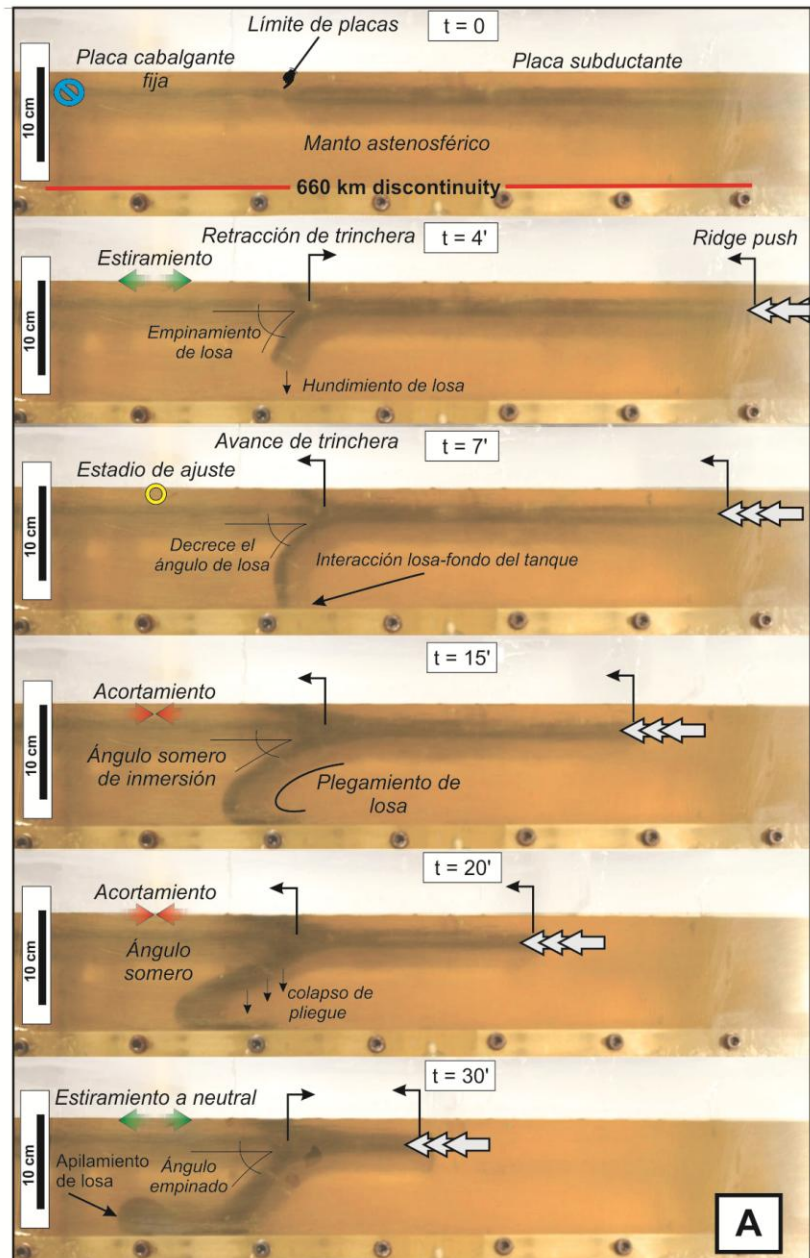 Límite de placas
t = 0
Placa cabalgante
fija
Placa subductante
10 cm
Manto astenosférico
660 km discontinuity
Retracción de trinchera
t = 4'
Ridge push
Estiramiento
10 cm
Empinamiento
de losa
Hundimiento de losa
Avance de trinchera
t = 7'
Estadio de ajuste
10 cm
Decrece el
ángulo de losa
Interacción losa-fondo del tanque
t = 15'
Acortamiento
10 cm
Ángulo somero
de inmersión
Plegamiento de
losa
t = 20'
Acortamiento
10 cm
Ángulo
somero
colapso de
pliegue
t = 30'
Estiramiento a neutral
10 cm
Apilamiento
de losa
Ángulo
empinado
A